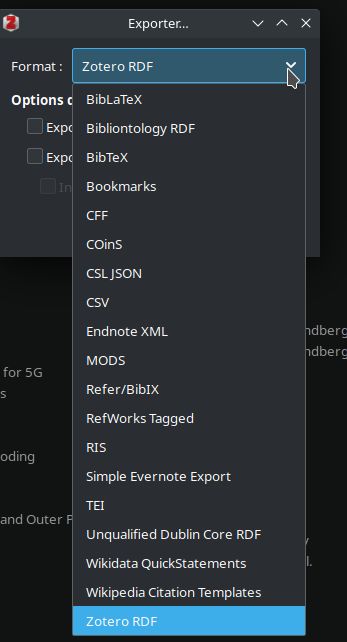 Exporter...
Format :
Zotero RDF
Options d
BibLaTeX
Bibliontology RDF
Expo
BibTeX
Expo
Bookmarks
In
CFF
COinS
CSL JSON
CSV
Endnote XML
ndberg
MODS
ndberg
for 5G
Refer/BibIX
s
RefWorks Tagged
RIS
oding
Simple Evernote Export
TEI
and Outer P
Unqualified Dublin Core RDF
Wikidata QuickStatements
l.
Wikipedia Citation Templates
Zotero RDF